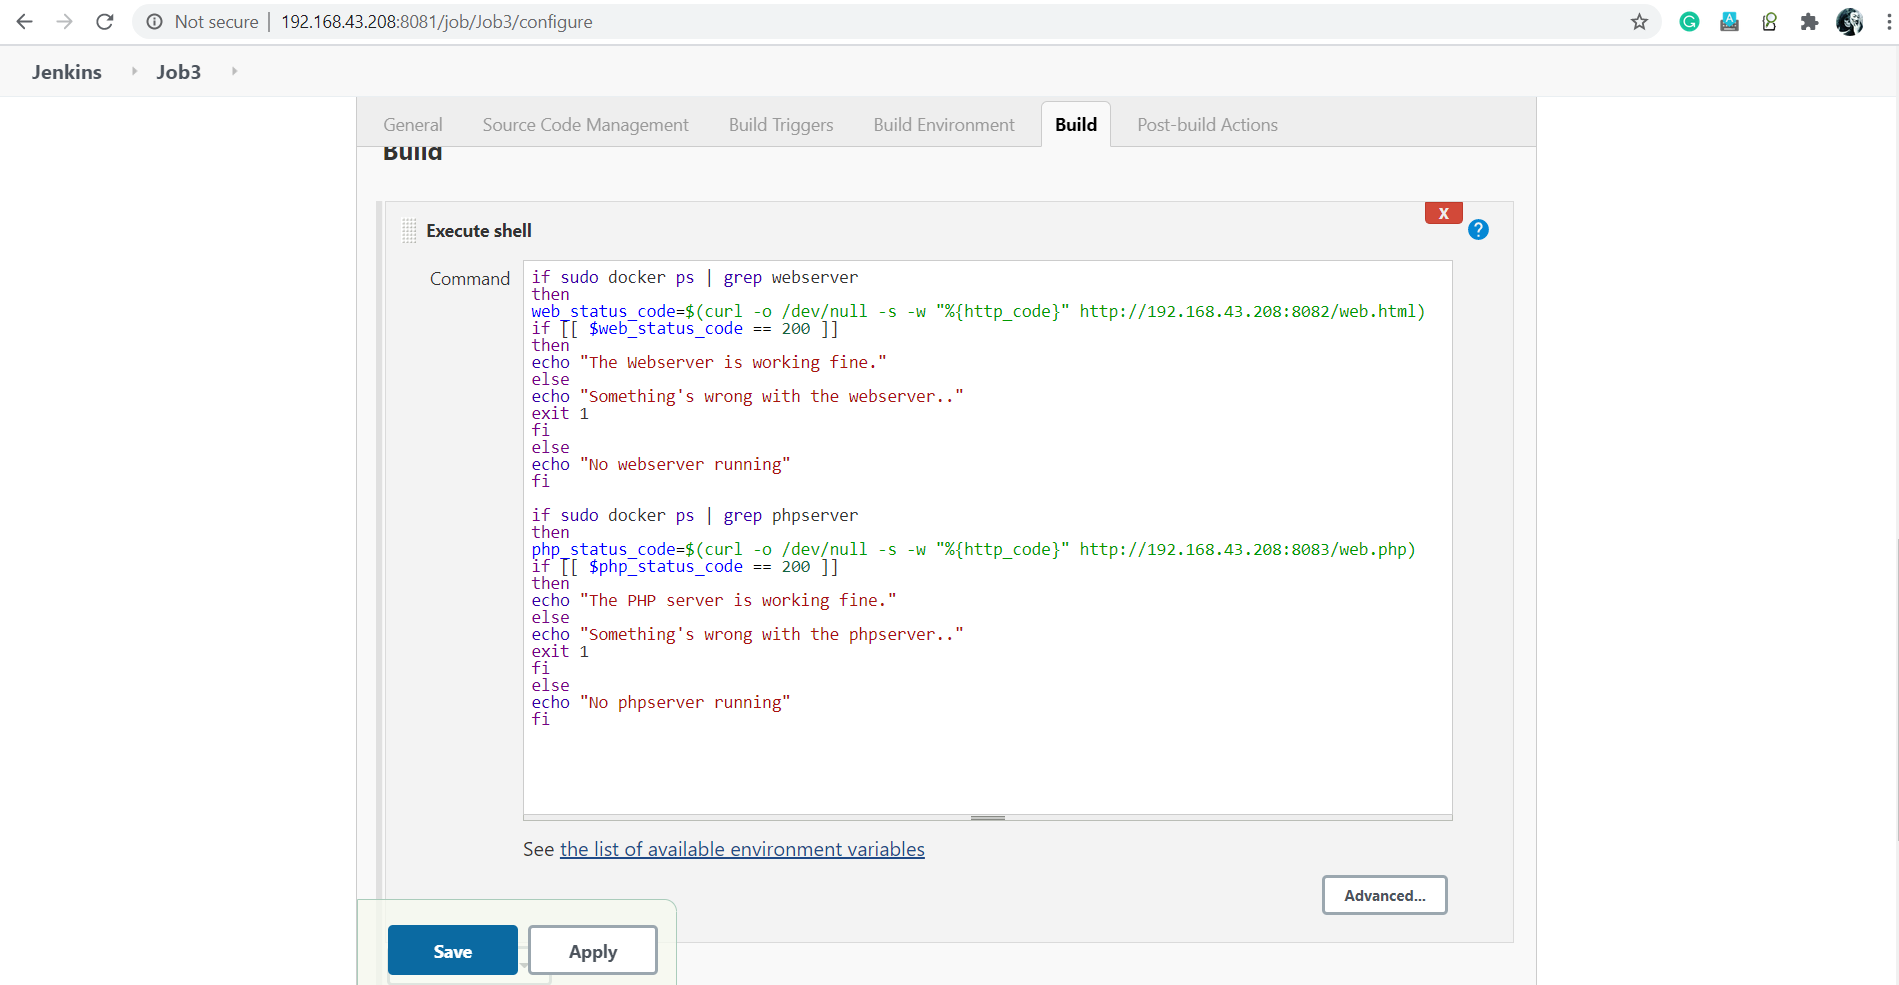 Not secure | 192.168.43.208:8081/job/Job3/configure
Jenkins Job3
General Source Code Management Build Triggers Build Environment Build Post-build Actions
Build
X
Execute shell ?
Command
if sudo docker ps | grep webserver
then
web_status_code=$(curl -o /dev/null -s -w "%{http_code}" http://192.168.43.208:8082/web.html)
if [[ $web_status_code == 200 ]]
then
echo "The Webserver is working fine."
else
echo "Something's wrong with the webserver.."
exit 1
fi
else
echo "No webserver running"
fi

if sudo docker ps | grep phpserver
then
php_status_code=$(curl -o /dev/null -s -w "%{http_code}" http://192.168.43.208:8083/web.php)
if [[ $php_status_code == 200 ]]
then
echo "The PHP server is working fine."
else
echo "Something's wrong with the phpserver.."
exit 1
fi
else
echo "No phpserver running"
fi
See the list of available environment variables
Advanced...
Save Apply